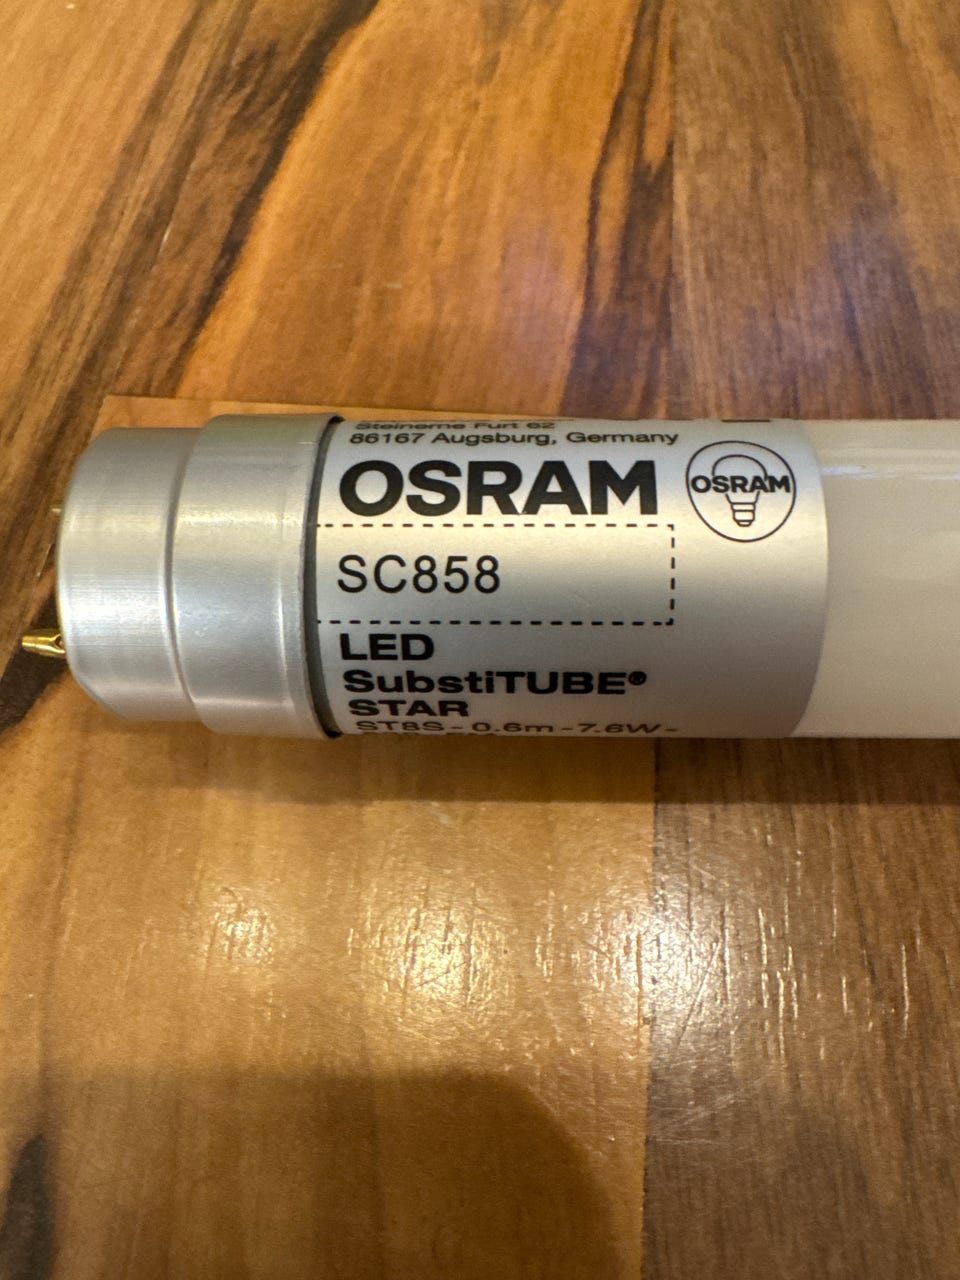 Steinerne Furt 62
86167 Augsburg, Germany
OSRAM
OSRAM
SC858
LED
SubstiTUBE®
STAR
ST8S - 0.6m - 7.6W -